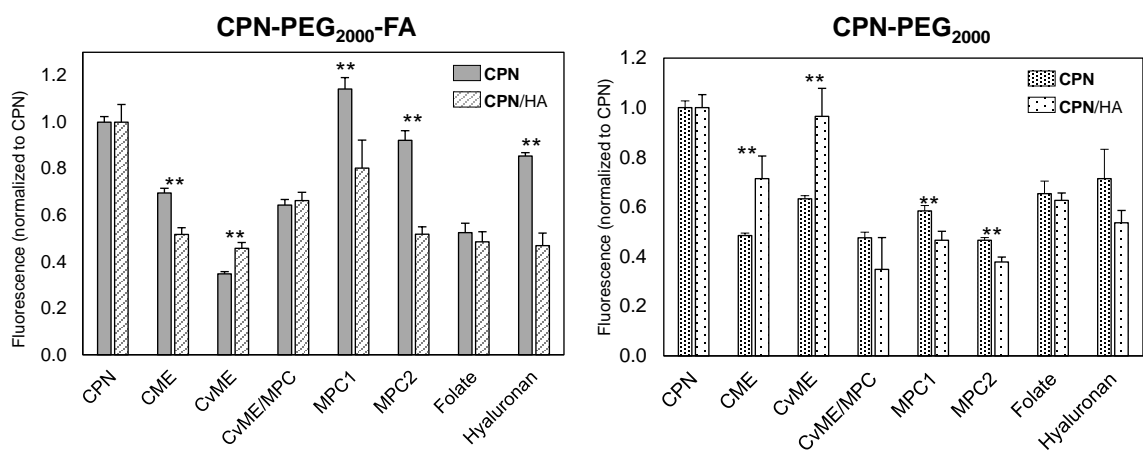 CPN-PEG2000-FA
Fluorescence (normalized to CPN)
1.2
1.0
0.8
0.6
0.4
0.2
0.0
CPN
CPN/HA
**
**
**
**
**
CPN
CME
CvME
CvME/MPC
MPC1
MPC2
Folate
Hyaluronan
CPN-PEG2000
Fluorescence (normalized to CPN)
1.2
1.0
0.8
0.6
0.4
0.2
0.0
CPN
CPN/HA
**
**
**
**
CPN
CME
CvME
CvME/MPC
MPC1
MPC2
Folate
Hyaluronan